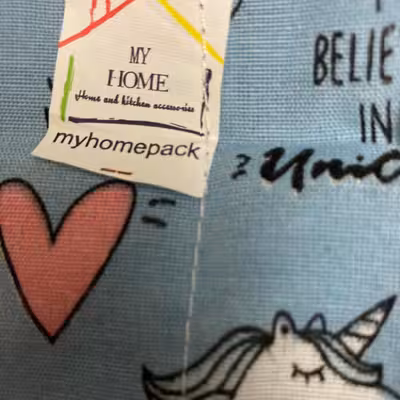 MY
HOME
Home and kitchen accessories
myhomepack
BELIE
IN
Unic